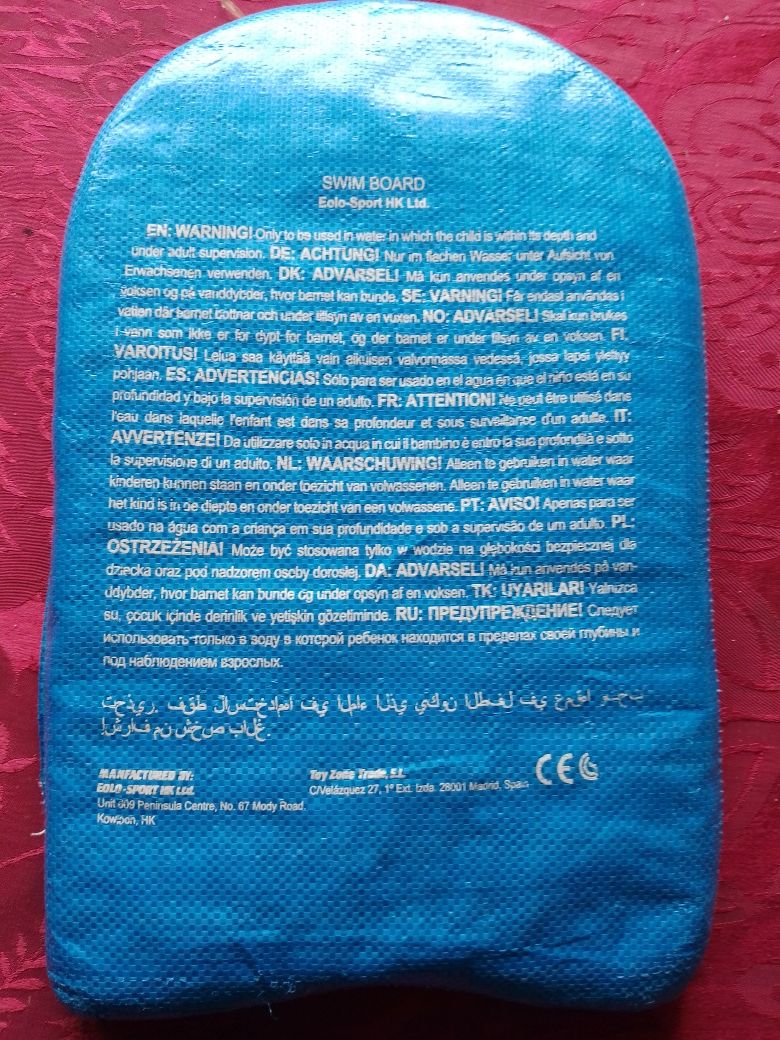 SWIM BOARD
Eolo-Sport HK Ltd.
EN: WARNING! Only to be used in water in which the child is within its depth and
under adult supervision. DE: ACHTUNG! Nur im flachen Wasser unter Aufsicht von
Erwachsenen verwenden. DK: ADVARSEL! Må kun anvendes under opsyn af en
voksen og på vanddybder, hvor barnet kan bunde. SE: VARNING! Får endast användes i
vatten där barnet bottnar och under tillsyn av en vuxen. NO: ADVARSEL! Skal kun brukes
i vann som ikke er for dypt for barnet, og der barnet er under tilsyn av en voksen. FI.
VAROITUS! Lelua saa käyttää vain aikuisen valvonnassa vedessä, jossa lapsi ylettyy
pohjaan. ES: ADVERTENCIAS! Sólo para ser usado en el agua en que el niño está en su
profundidad y bajo la supervisión de un adulto. FR: ATTENTION! Ne peut être utilisé dans
l'eau dans laquelle l'enfant est dans sa profondeur et sous surveillance d'un adulte. IT:
AVVERTENZE! Da utilizzare solo in acqua in cui il bambino è entro la sua profondità e sotto
la supervisione di un adulto. NL: WAARSCHUWING! Alleen te gebruiken in water waar
kinderen kunnen staan en onder toezicht van volwassenen. Alleen te gebruiken in water waar
het kind is in de diepte en onder toezicht van een volwassene. PT: AVISO! Apenas para ser
usado na água com a criança em sua profundidade e sob a supervisão de um adulto. PL:
OSTRZEŻENIA! Może być stosowana tylko w wodzie na głębokości bezpiecznej dla
dziecka oraz pod nadzorem osoby dorosłej. DA: ADVARSEL! Må kun anvendes på van-
ddybder, hvor barnet kan bunde og under opsyn af en voksen. TK: UYARILAR! Yalnızca
su, çocuk içinde derinlik ve yetişkin gözetiminde. RU: ПРЕДУПРЕЖДЕНИЕ! Следует
использовать только в воду в которой ребенок находится в пределах своей глубины и
под наблюдением взрослых.
تحذير. فقط لاستخدامها في الماء الذي يكون الطفل في
إشراف من شخص بالغ.
MANFACTURED BY:
EOLO-SPORT HK Ltd.
Unit 609 Peninsula Centre, No. 67 Mody Road.
Kowloon, HK
Toy Zone Trade, S.L.
C/Velázquez 27, 1º Ext. Izda. 28001 Madrid, Spain
CE